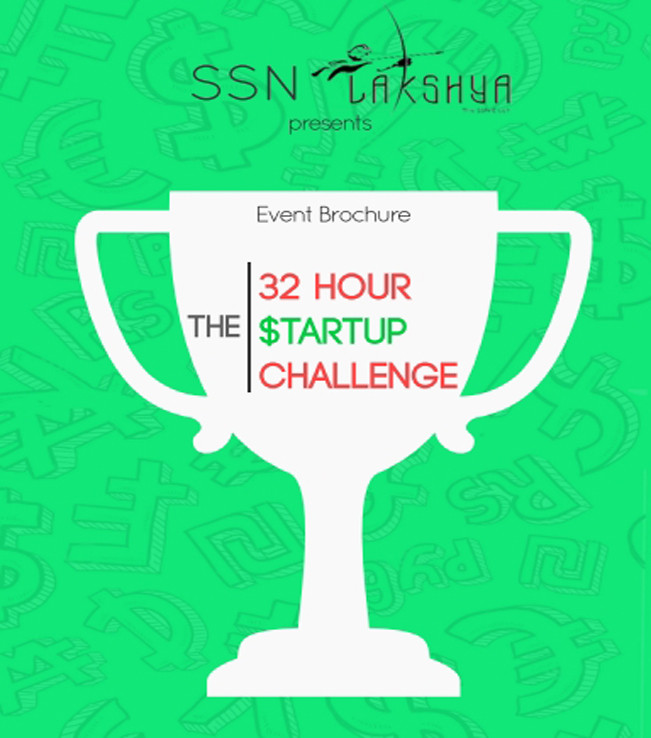 SSN LAKSHYA
presents
Event Brochure
THE
32 HOUR
$TARTUP
CHALLENGE